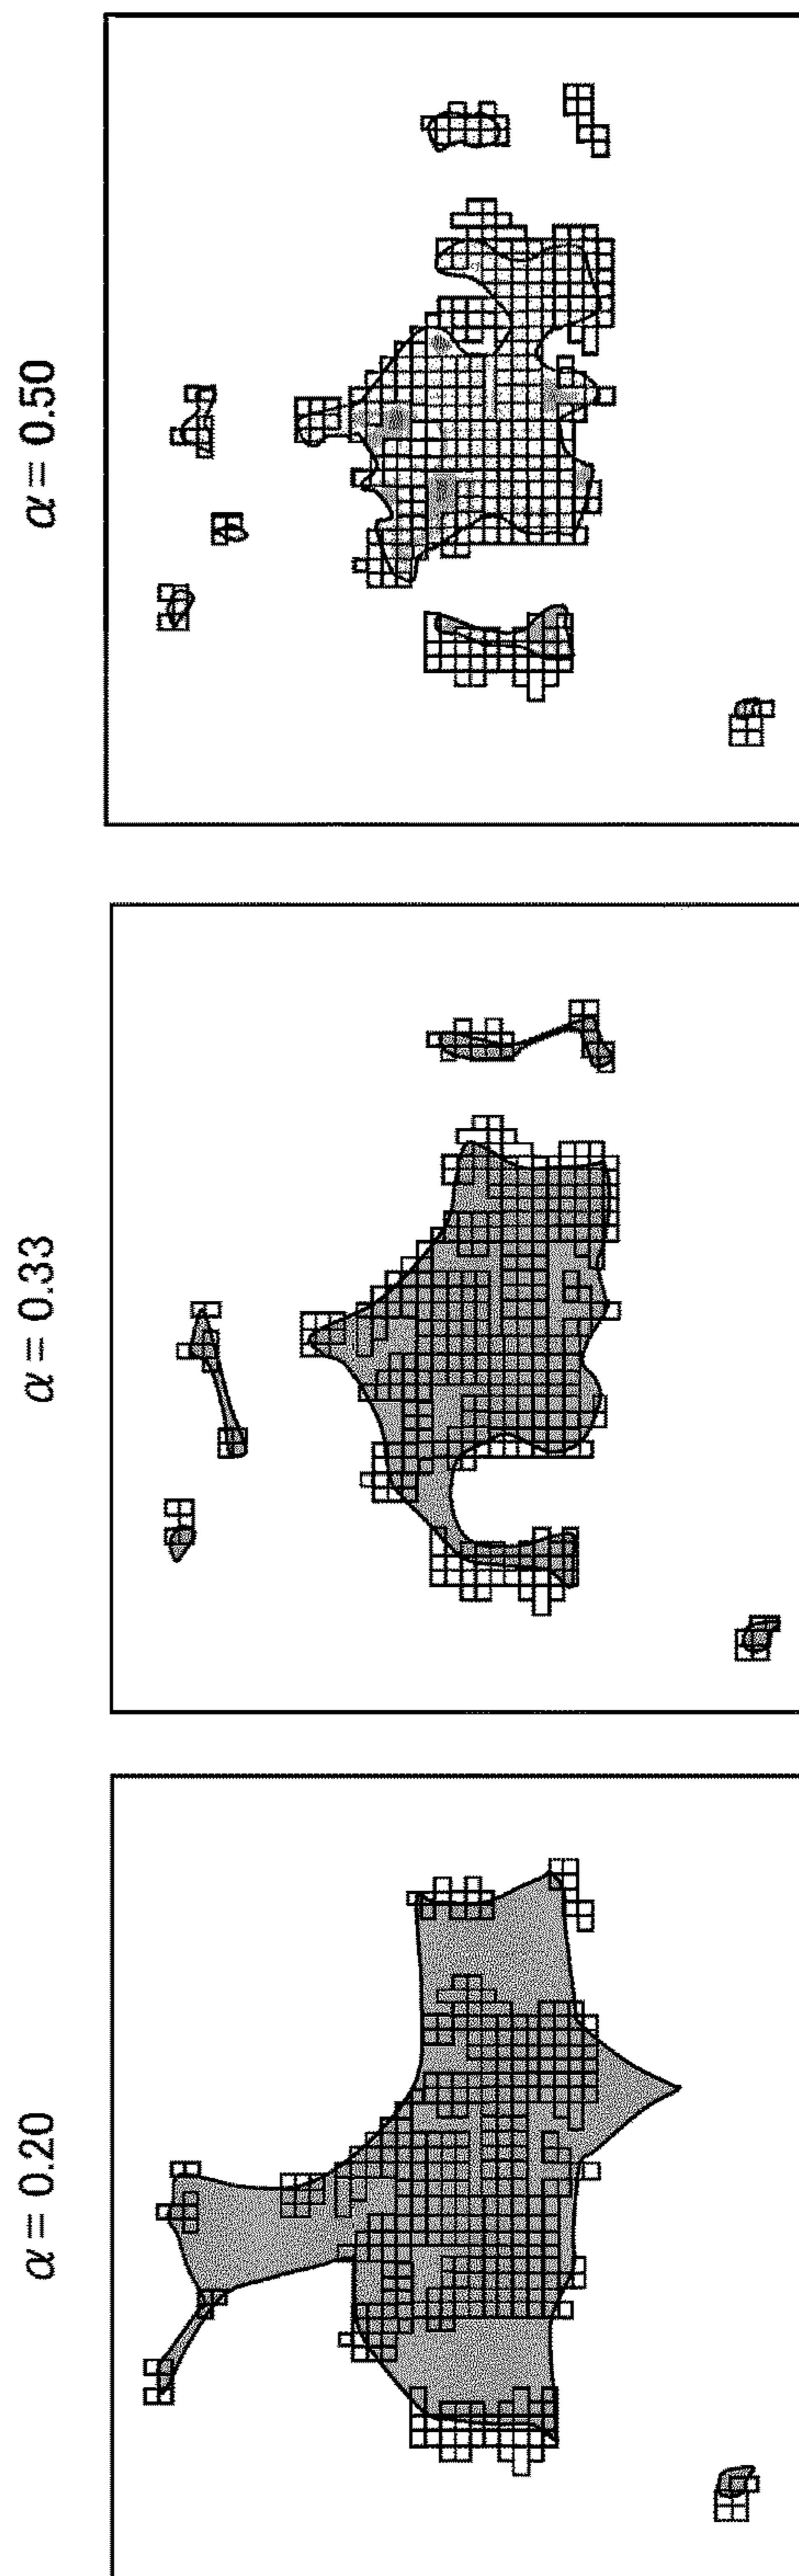 α = 0.20
α = 0.33
α = 0.50